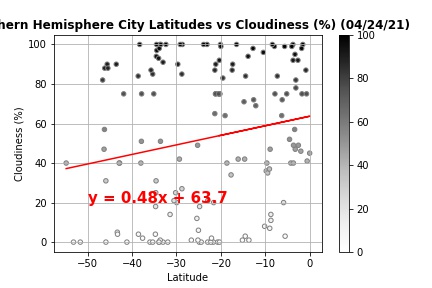 hern Hemisphere City Latitudes vs Cloudiness (%) (04/24/21)
100
80
60
40
20
0
Cloudiness (%)
y = 0.48x + 63.7
−50 −40 −30 −20 −10 0
Latitude
100
80
60
40
20
0